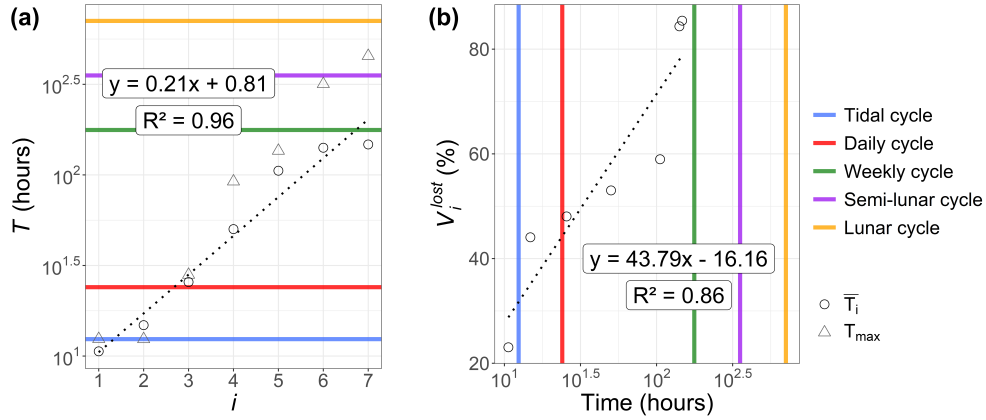 (a)
T (hours)
10^2.5
10^2
10^1.5
10^1
y = 0.21x + 0.81
R² = 0.96
1 2 3 4 5 6 7
i
(b)
V_i^lost (%)
80
60
40
20
y = 43.79x - 16.16
R² = 0.86
10^1 10^1.5 10^2 10^2.5
Time (hours)
Tidal cycle
Daily cycle
Weekly cycle
Semi-lunar cycle
Lunar cycle
T̅_i
T_max